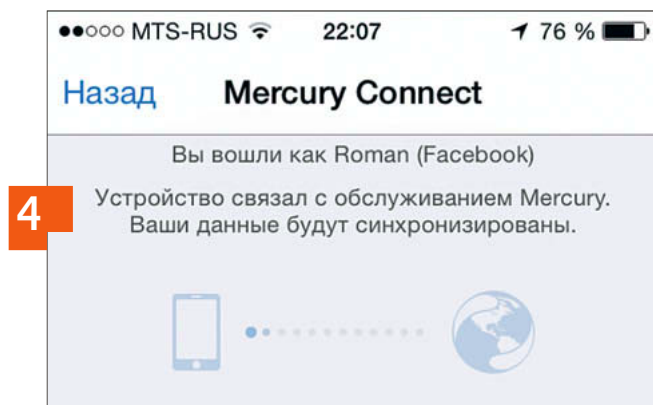 ●●○○○ MTS-RUS 22:07 76 %
Назад Mercury Connect
Вы вошли как Roman (Facebook)
4
Устройство связал с обслуживанием Mercury.
Ваши данные будут синхронизированы.